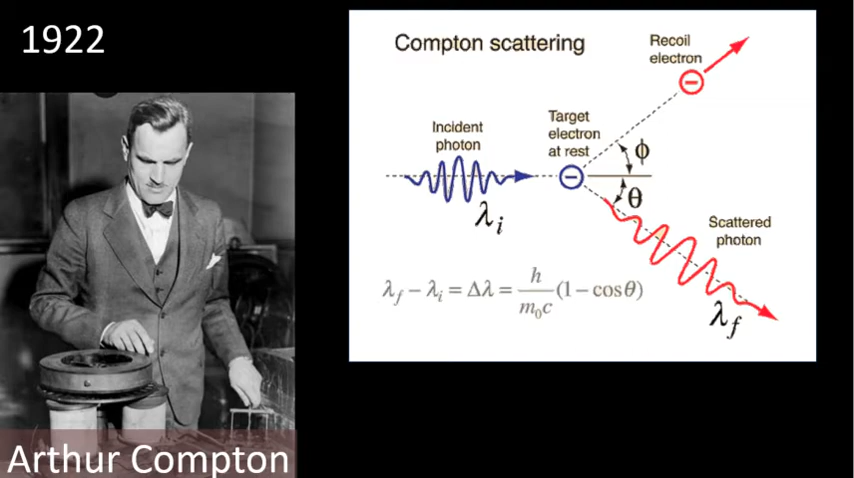 1922
Compton scattering
Recoil
electron
Incident
photon
Target
electron
at rest
ϕ
θ
λi
Scattered
photon
λf − λi = Δλ = h/m₀c (1 − cosθ)
λf
Arthur Compton